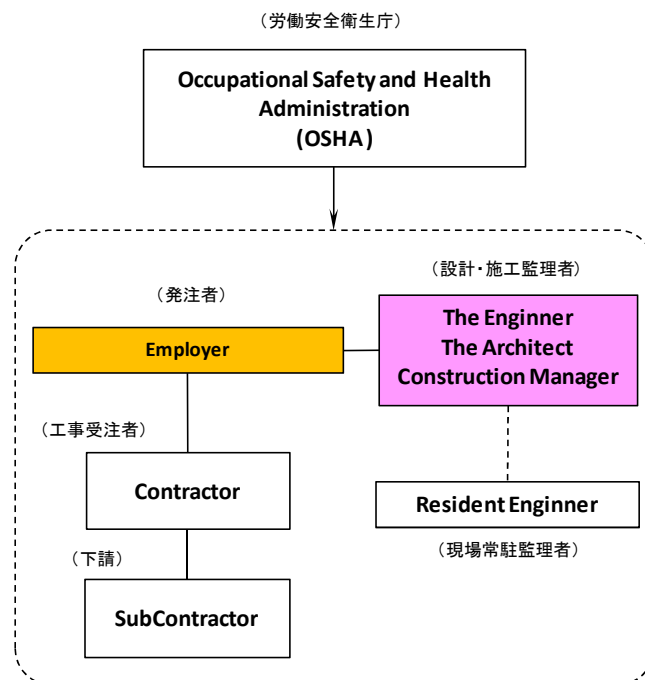 （労働安全衛生庁）
Occupational Safety and Health
Administration
(OSHA)
（設計・施工監理者）
（発注者）
The Enginner
The Architect
Construction Manager
Employer
（工事受注者）
Contractor
Resident Enginner
（現場常駐監理者）
（下請）
SubContractor